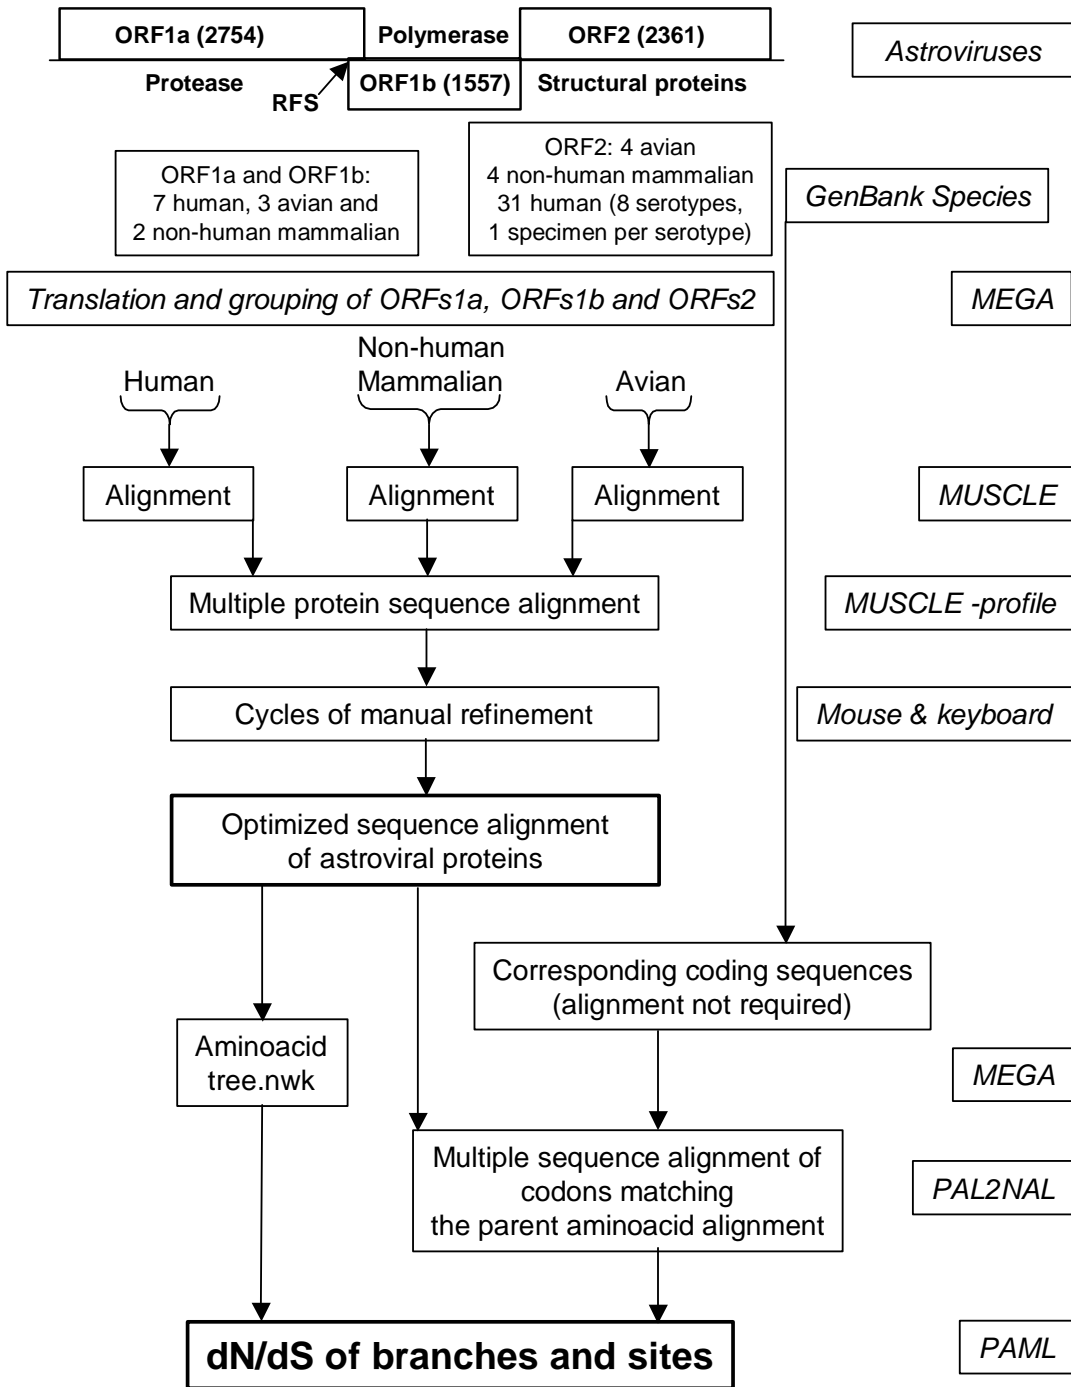 ORF1a (2754)
Polymerase
ORF2 (2361)
Astroviruses
Protease
RFS
ORF1b (1557)
Structural proteins
ORF1a and ORF1b:
7 human, 3 avian and
2 non-human mammalian
ORF2: 4 avian
4 non-human mammalian
31 human (8 serotypes,
1 specimen per serotype)
GenBank Species
Translation and grouping of ORFs1a, ORFs1b and ORFs2
MEGA
Human
Non-human
Mammalian
Avian
Alignment
Alignment
Alignment
MUSCLE
Multiple protein sequence alignment
MUSCLE -profile
Cycles of manual refinement
Mouse & keyboard
Optimized sequence alignment
of astroviral proteins
Corresponding coding sequences
(alignment not required)
Aminoacid
tree.nwk
MEGA
Multiple sequence alignment of
codons matching
the parent aminoacid alignment
PAL2NAL
dN/dS of branches and sites
PAML